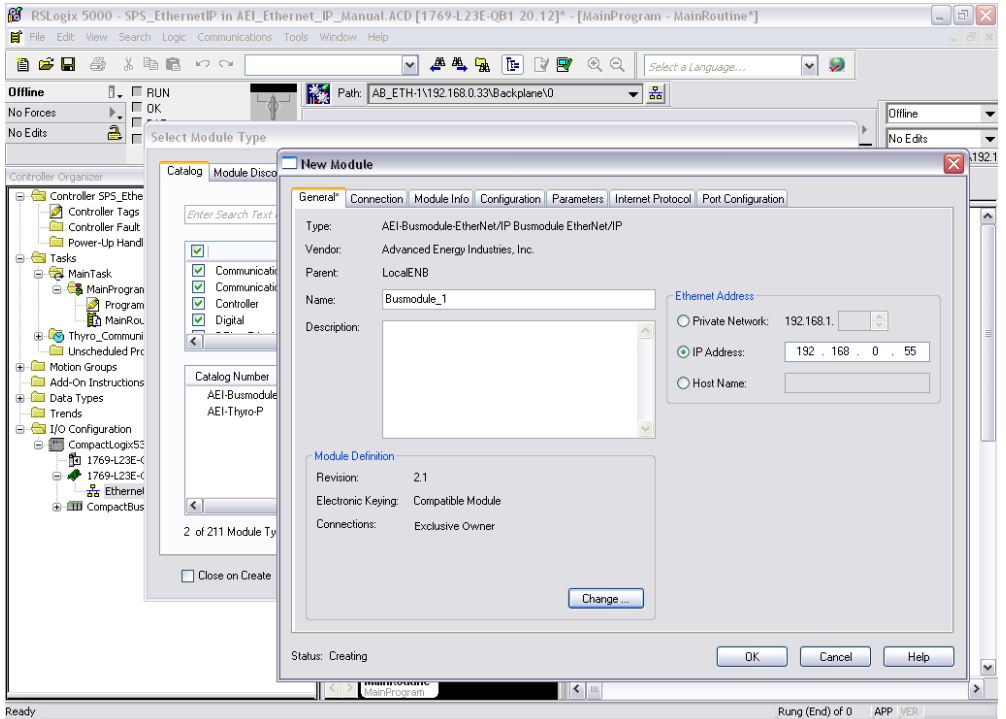 RSLogix 5000 - SPS_EthernetIP in AEI_Ethernet_IP_Manual.ACD [1769-L23E-QB1 20.12]* - [MainProgram - MainRoutine*]
File Edit View Search Logic Communications Tools Window Help
Select a Language...
Offline
RUN
Path: AB_ETH-1\192.168.0.33\Backplane\0
No Forces
OK
Offline
No Edits
No Edits
Select Module Type
\192.1
New Module
Controller Organizer
Catalog
Module Disco
General*
Connection
Module Info
Configuration
Parameters
Internet Protocol
Port Configuration
Controller SPS_Ethe
Controller Tags
Controller Fault
Power-Up Handl
Tasks
MainTask
MainProgran
Program
MainRou
Thyro_Communi
Unscheduled Pro
Motion Groups
Add-On Instructions
Data Types
Trends
I/O Configuration
CompactLogix53
1769-L23E-
1769-L23E-
Ethernet
CompactBus
Enter Search Text
Communicatio
Communicatio
Controller
Digital
Catalog Number
AEI-Busmodule
AEI-Thyro-P
2 of 211 Module Ty
Close on Create
Type: AEI-Busmodule-EtherNet/IP Busmodule EtherNet/IP
Vendor: Advanced Energy Industries, Inc.
Parent: LocalENB
Name: Busmodule_1
Description:
Ethernet Address
Private Network: 192.168.1.
IP Address: 192 . 168 . 0 . 55
Host Name:
Module Definition
Revision: 2.1
Electronic Keying: Compatible Module
Connections: Exclusive Owner
Change ...
Status: Creating
OK
Cancel
Help
MainRoutine
MainProgram
Ready
Rung (End) of 0
APP
VER